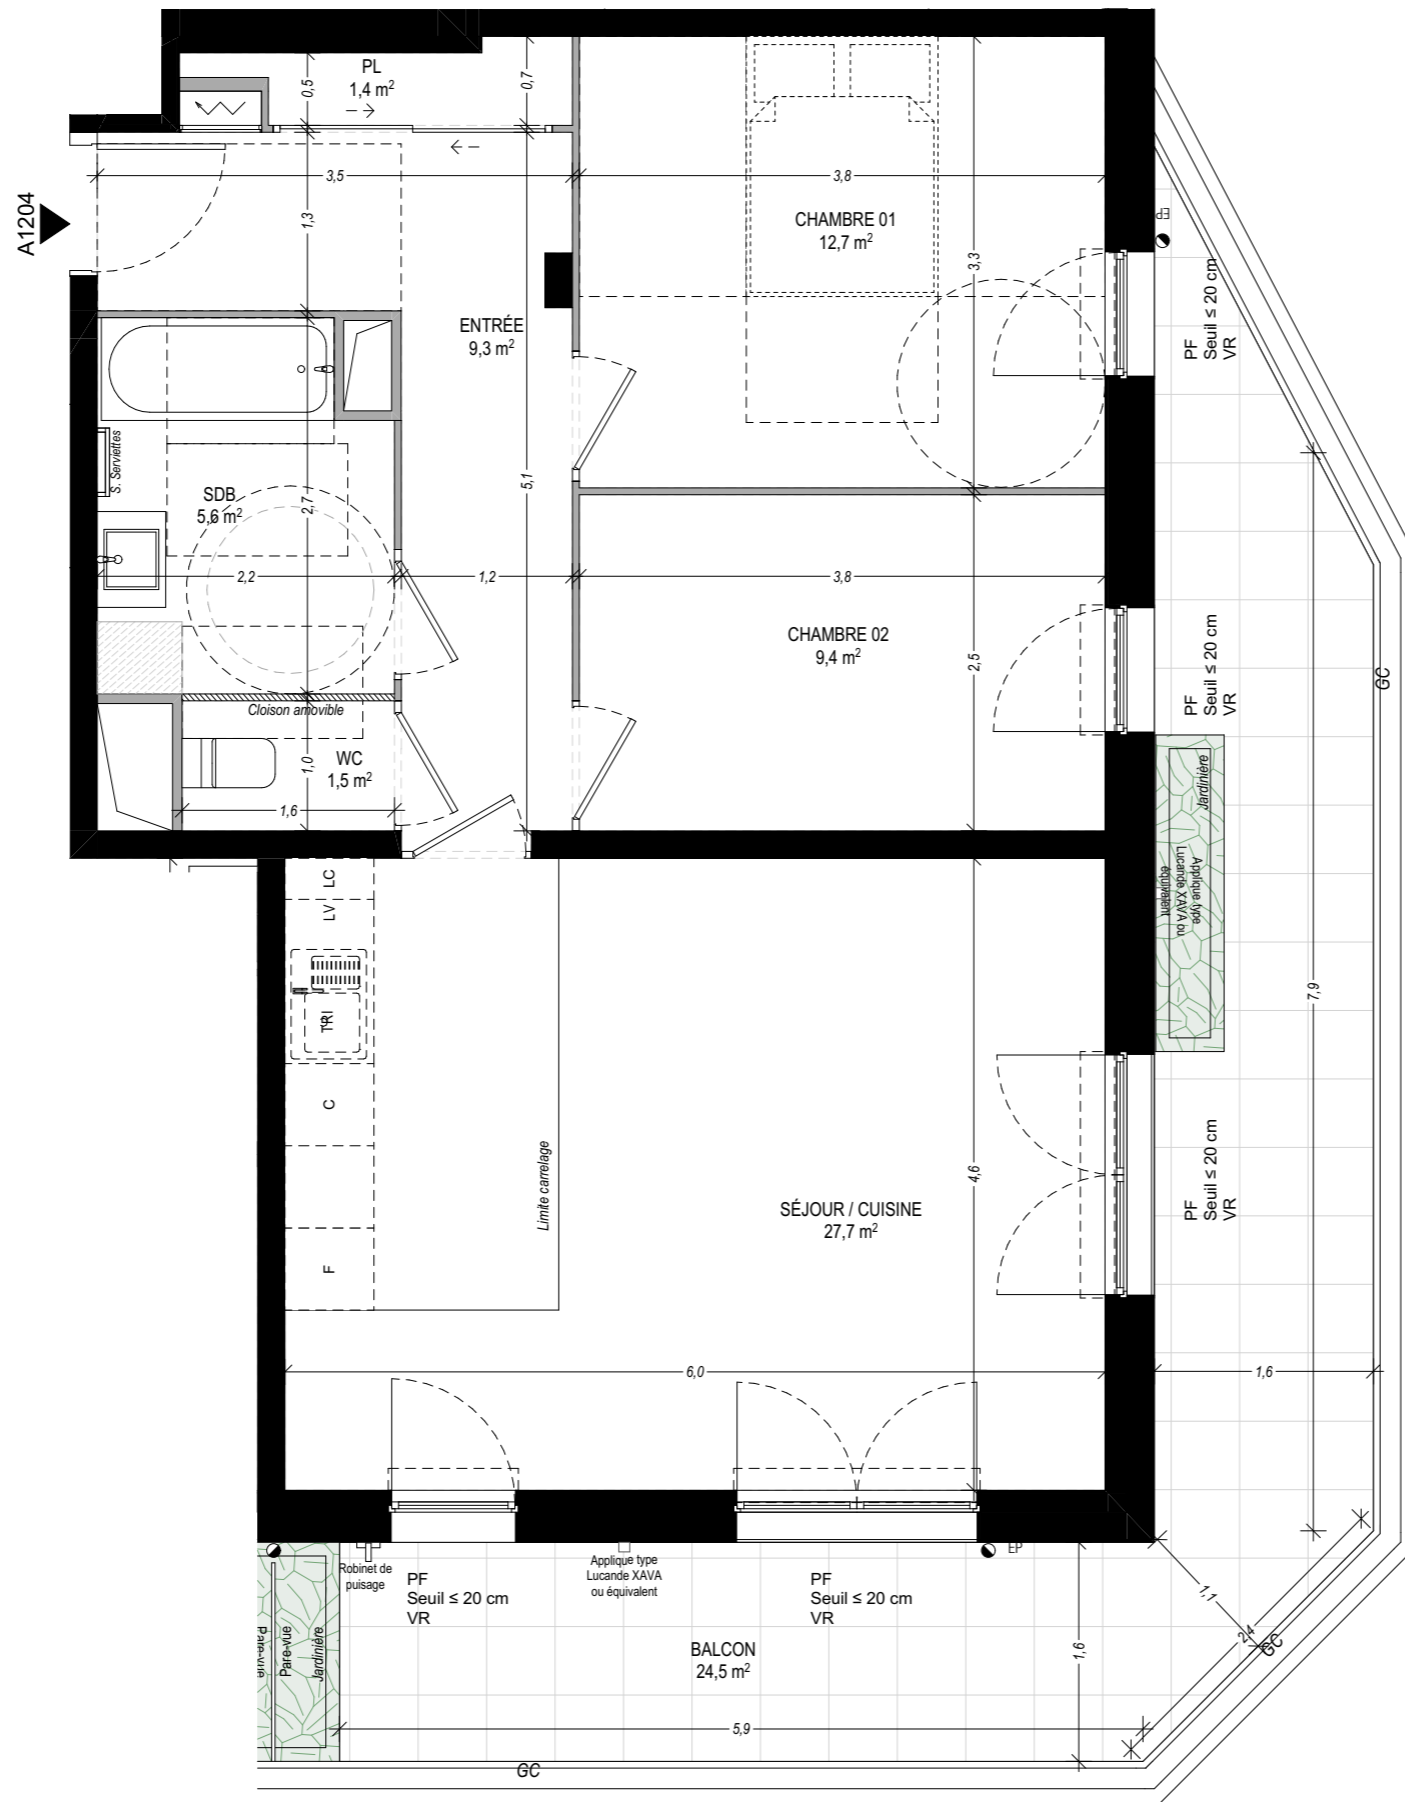 PL
1,4 m²
0,5
0,7
A1204
3,5
3,8
1,3
CHAMBRE 01
12,7 m²
3,3
EP
PF
Seuil ≤ 20 cm
VR
ENTRÉE
9,3 m²
S. Serviettes
SDB
5,6 m²
2,7
5,1
2,2
1,2
3,8
CHAMBRE 02
9,4 m²
2,5
PF
Seuil ≤ 20 cm
VR
GC
Cloison amovible
WC
1,5 m²
1,0
1,6
Jardinière
Applique type
Lucande XAVA ou
équivalent
LC
LV
TRI
C
F
Limite carrelage
7,9
4,6
PF
Seuil ≤ 20 cm
VR
SÉJOUR / CUISINE
27,7 m²
6,0
1,6
Robinet de
puisage
Applique type
Lucande XAVA
ou équivalent
EP
PF
Seuil ≤ 20 cm
VR
PF
Seuil ≤ 20 cm
VR
1,1
2,4
GC
Pare-vue
Pare-vue
Jardinière
BALCON
24,5 m²
1,6
5,9
GC